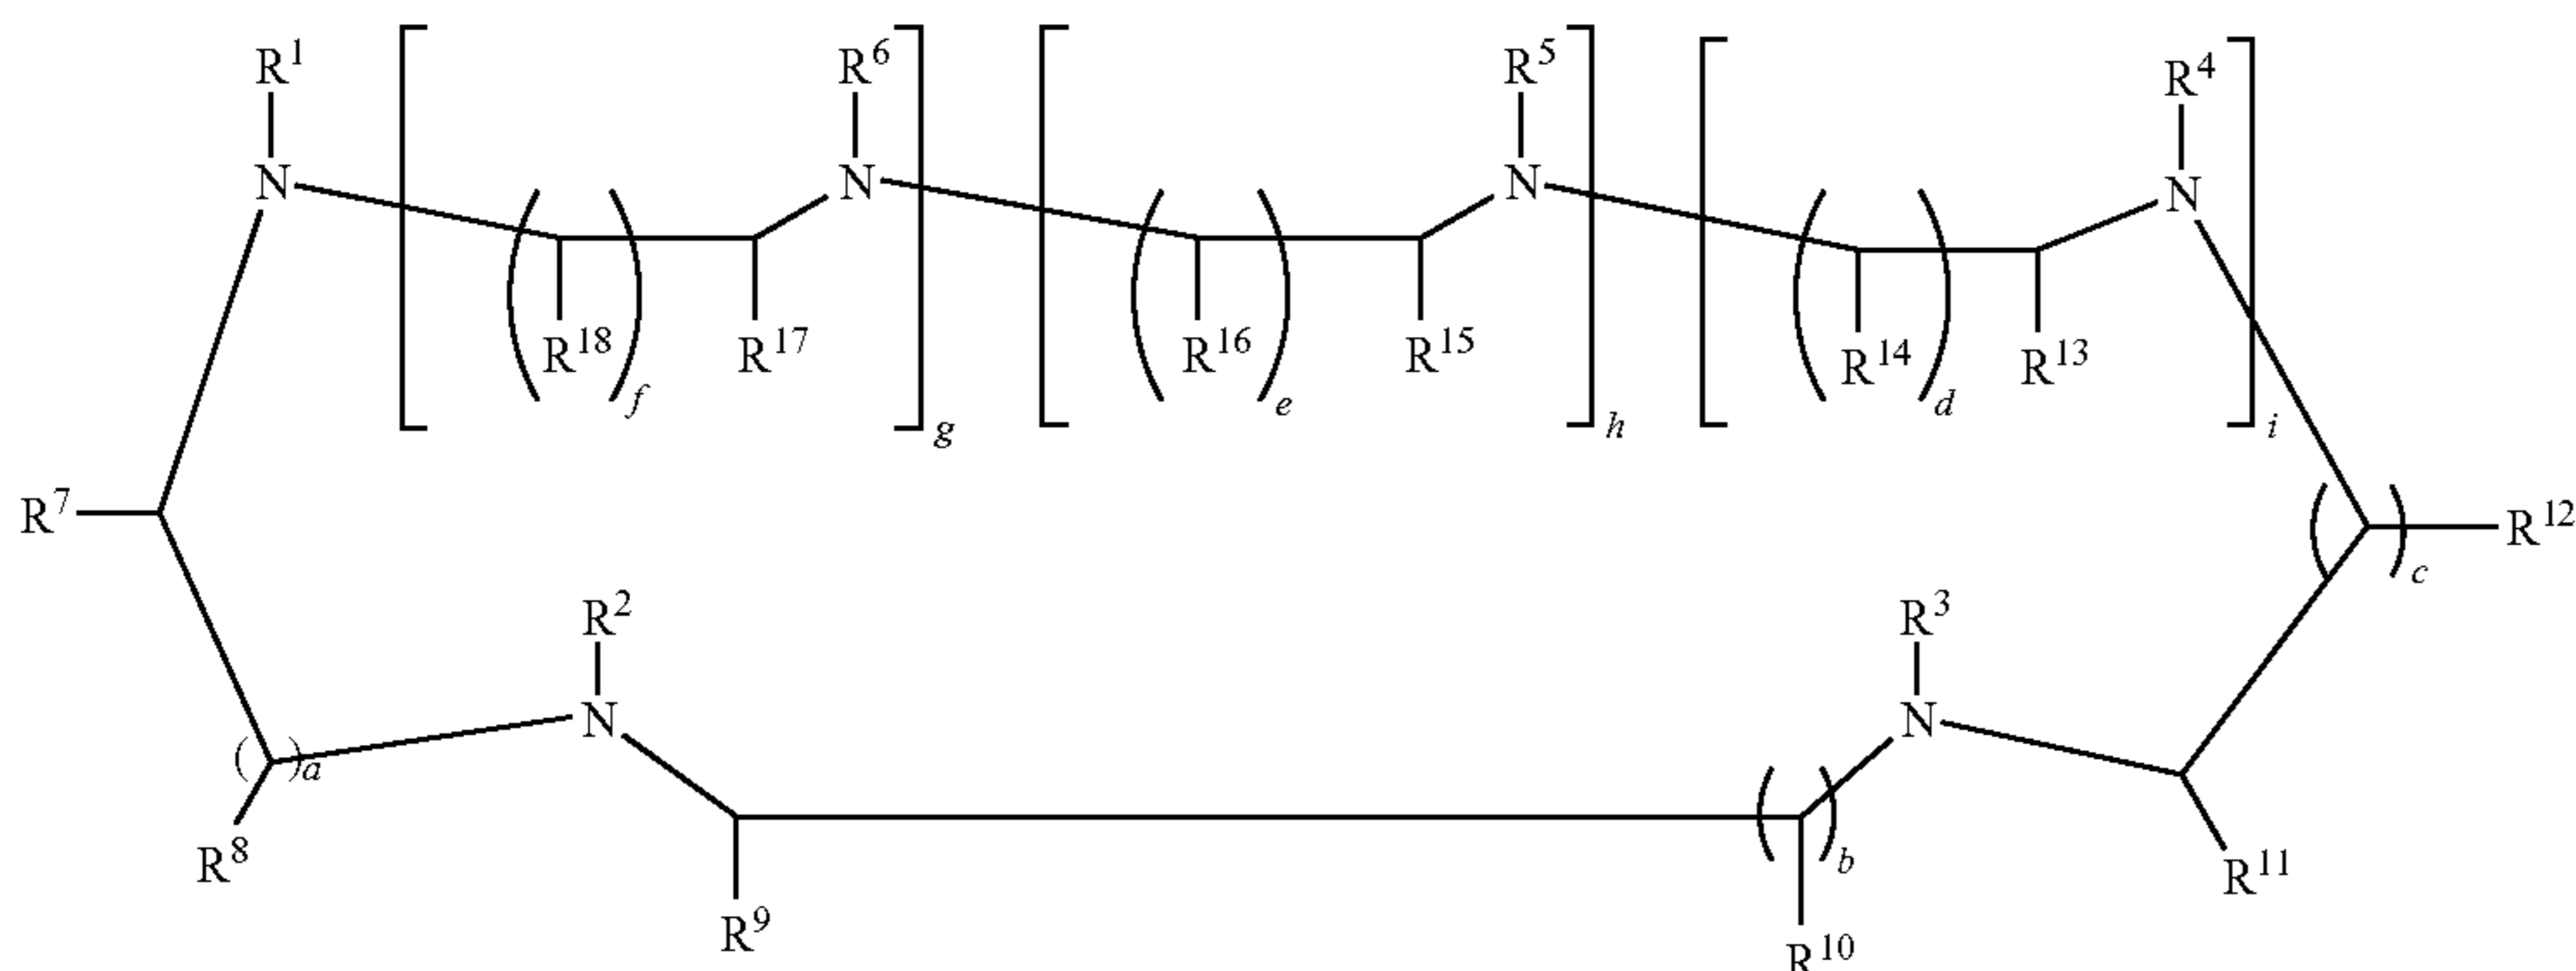 R¹ R⁶ R⁵ R⁴
N N N N
R¹⁸ R¹⁷ R¹⁶ R¹⁵ R¹⁴ R¹³
f e d
g h i
R⁷ R¹²
c
R² R³
N N
a
R⁸ b R¹¹
R⁹ R¹⁰